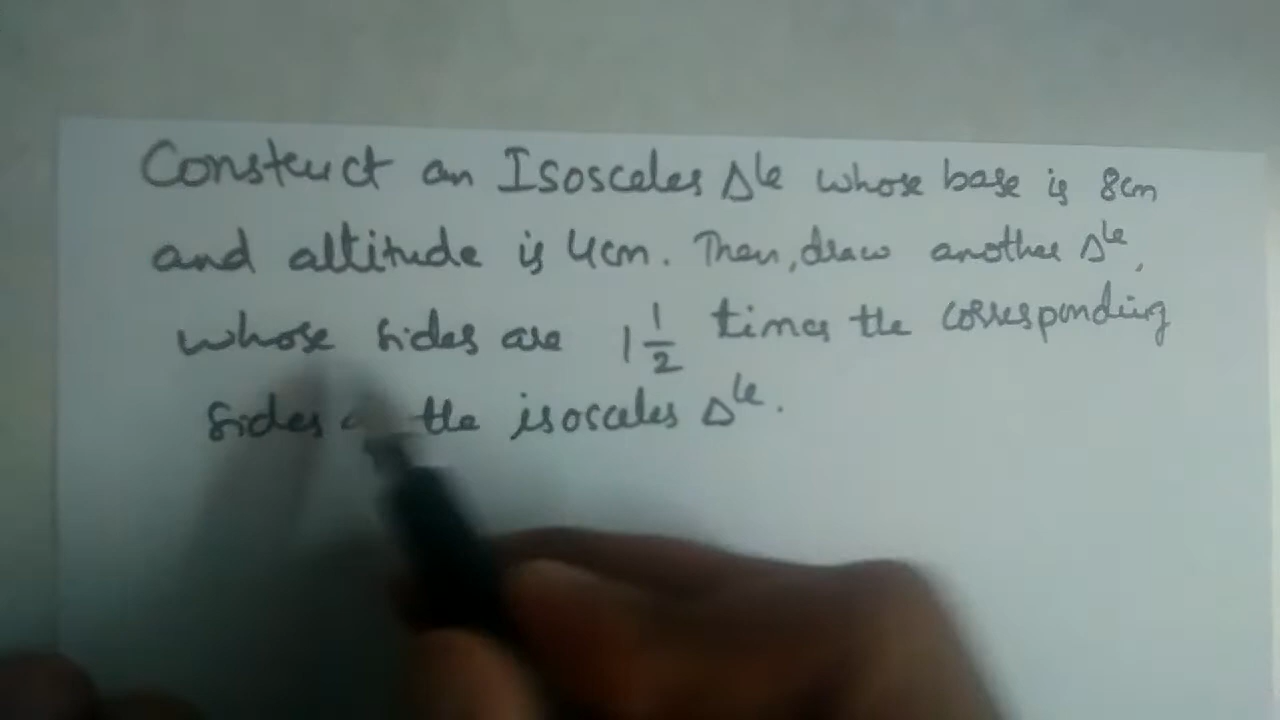 Construct an Isosceles Δle whose base is 8cm
and altitude is 4cm. Then, draw another Δle,
whose sides are 1 1/2 times the corresponding
sides the isosceles Δle.